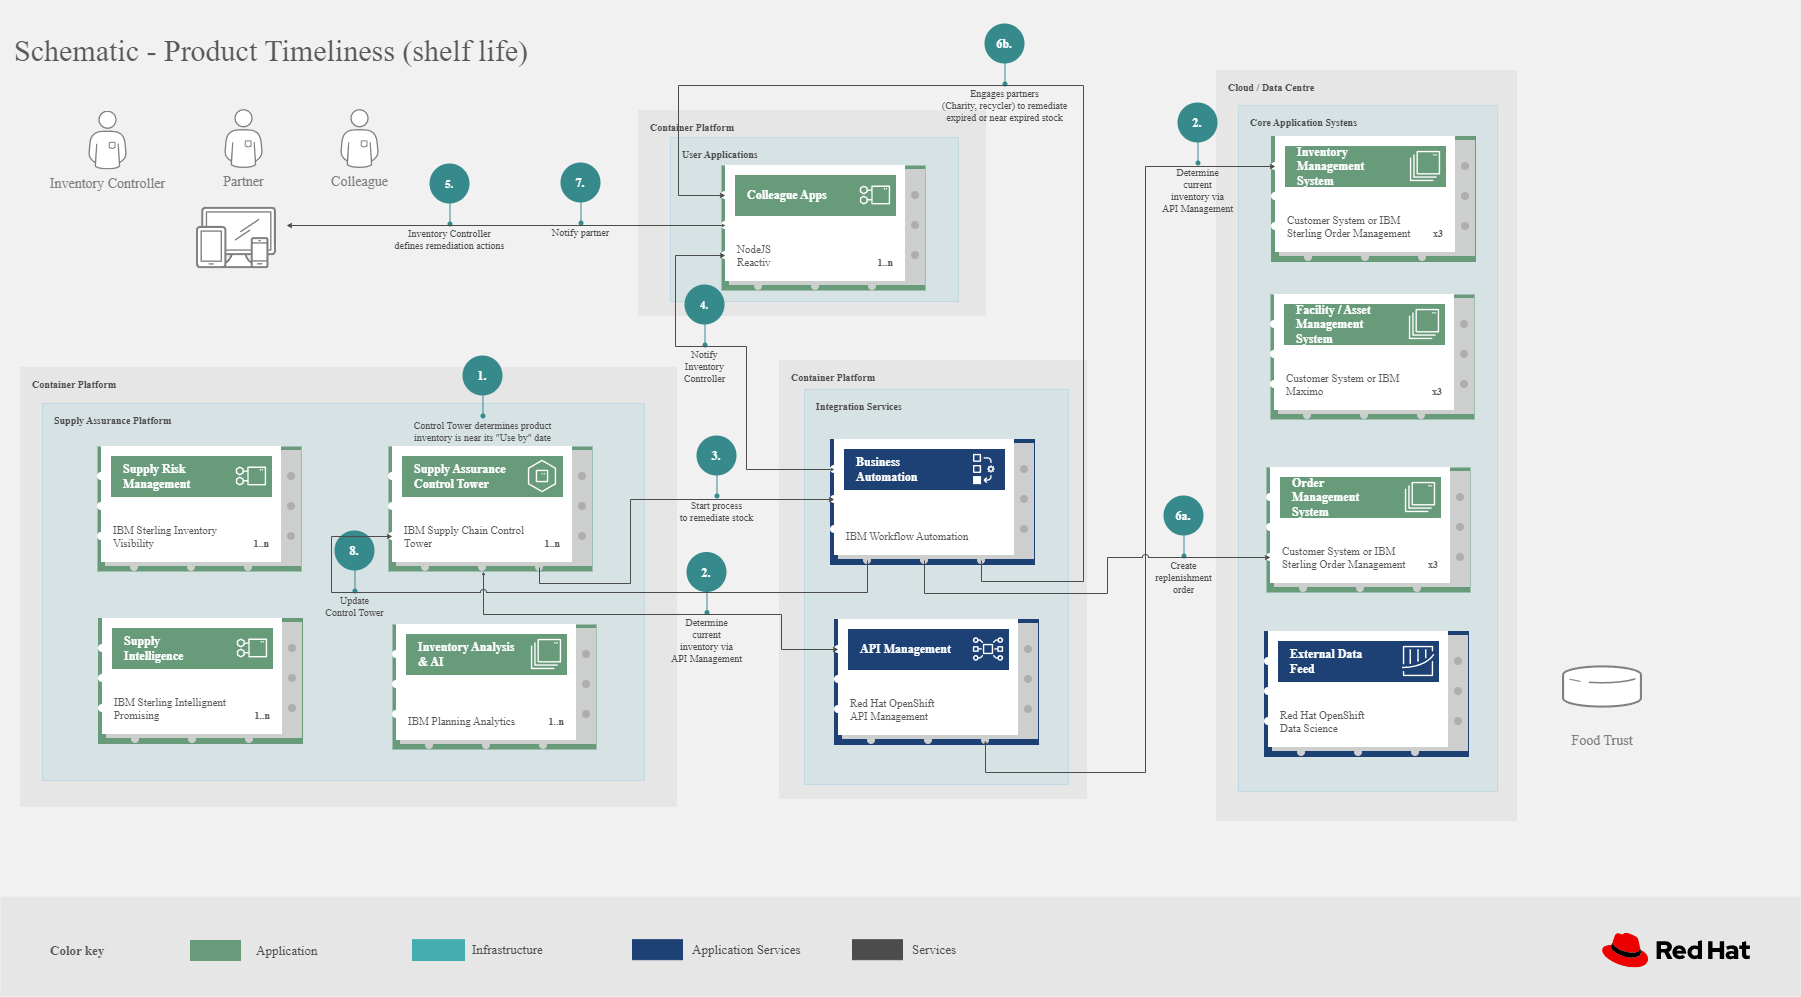 Schematic - Product Timeliness (shelf life)
6b.
Engages partners
(Charity, recycler) to remediate
expired or near expired stock
Inventory Controller
Partner
Colleague
5.
Inventory Controller
defines remediation actions
7.
Notify partner
Container Platform
User Applications
Colleague Apps
NodeJS
Reactiv
1..n
4.
Notify
Inventory
Controller
2.
Determine
current
inventory via
API Management
Cloud / Data Centre
Core Application Systens
Inventory
Management
System
Customer System or IBM
Sterling Order Management
x3
Facility / Asset
Management
System
Customer System or IBM
Maximo
x3
Order
Management
System
Customer System or IBM
Sterling Order Management
x3
External Data
Feed
Red Hat OpenShift
Data Science
Container Platform
Supply Assurance Platform
1.
Control Tower determines product
inventory is near its "Use by" date
Supply Risk
Management
IBM Sterling Inventory
Visibility
1..n
Supply Assurance
Control Tower
IBM Supply Chain Control
Tower
1..n
8.
Update
Control Tower
Supply
Intelligence
IBM Sterling Intellignent
Promising
1..n
Inventory Analysis
& AI
IBM Planning Analytics
1..n
3.
Start process
to remediate stock
2.
Determine
current
inventory via
API Management
Container Platform
Integration Services
Business
Automation
IBM Workflow Automation
API Management
Red Hat OpenShift
API Management
6a.
Create
replenishment
order
Food Trust
Color key
Application
Infrastructure
Application Services
Services
Red Hat